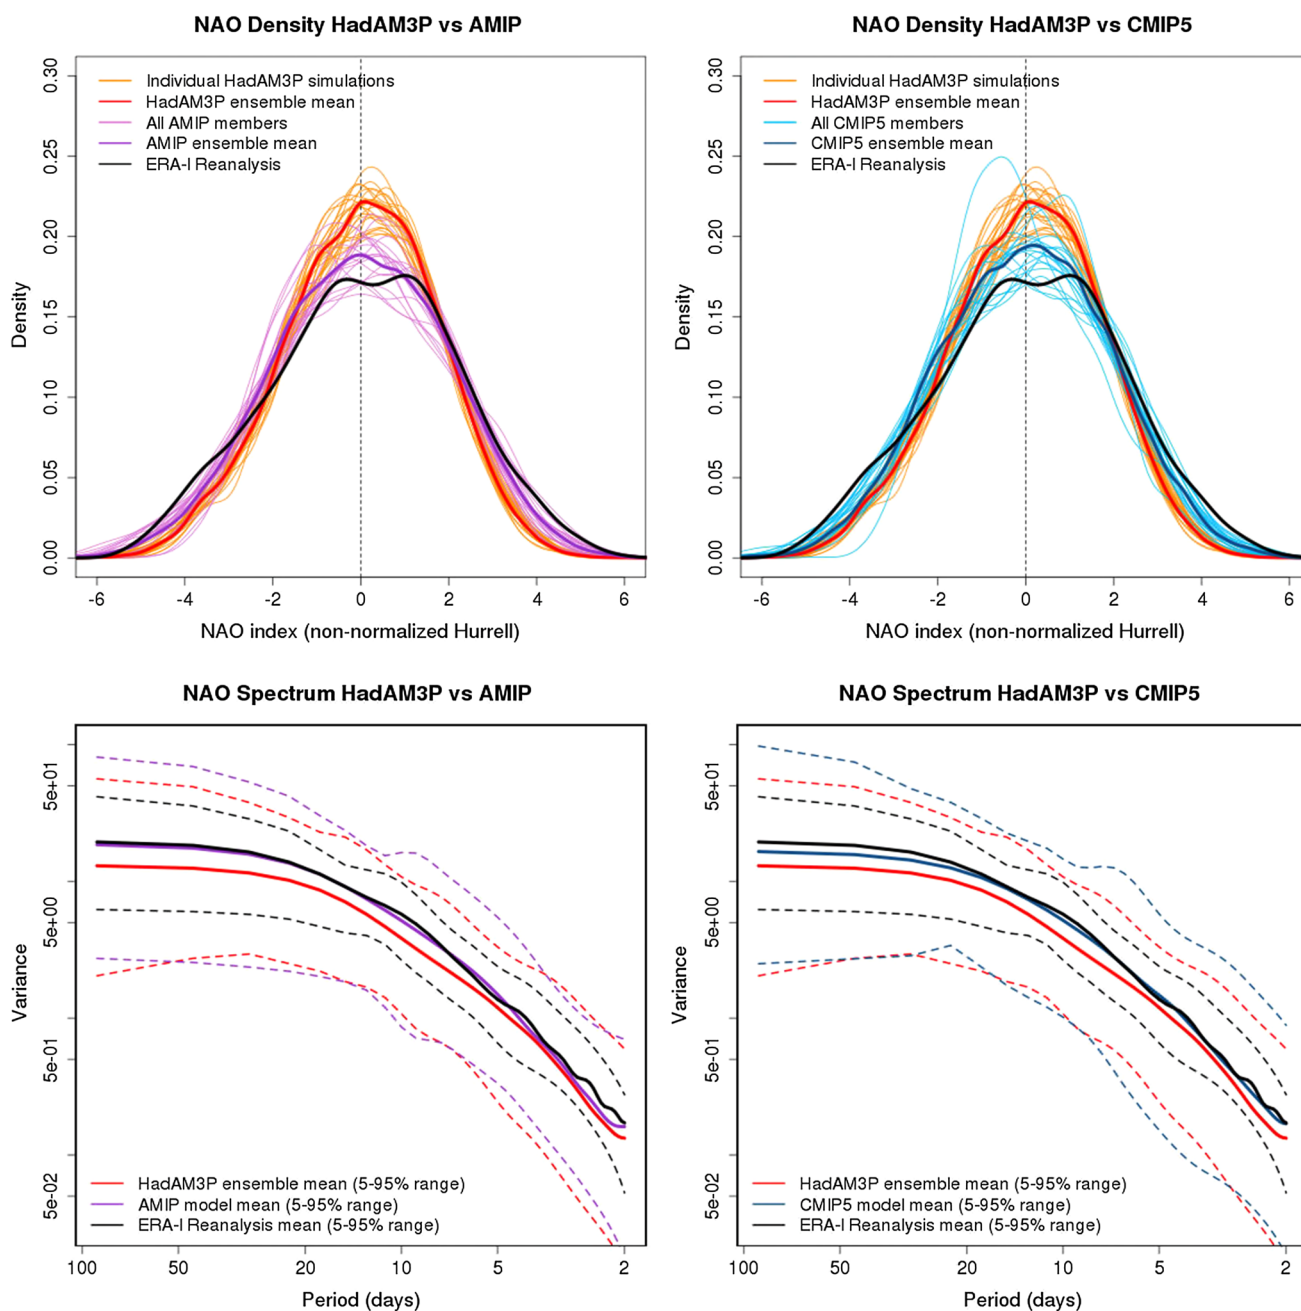 NAO Density HadAM3P vs AMIP
0.30
0.25
0.20
0.15
0.10
0.05
0.00
Density
Individual HadAM3P simulations
HadAM3P ensemble mean
All AMIP members
AMIP ensemble mean
ERA-I Reanalysis
-6 -4 -2 0 2 4 6
NAO index (non-normalized Hurrell)
NAO Density HadAM3P vs CMIP5
0.30
0.25
0.20
0.15
0.10
0.05
0.00
Density
Individual HadAM3P simulations
HadAM3P ensemble mean
All CMIP5 members
CMIP5 ensemble mean
ERA-I Reanalysis
-6 -4 -2 0 2 4 6
NAO index (non-normalized Hurrell)
NAO Spectrum HadAM3P vs AMIP
5e+01
5e+00
5e-01
5e-02
Variance
HadAM3P ensemble mean (5-95% range)
AMIP model mean (5-95% range)
ERA-I Reanalysis mean (5-95% range)
100 50 20 10 5 2
Period (days)
NAO Spectrum HadAM3P vs CMIP5
5e+01
5e+00
5e-01
5e-02
Variance
HadAM3P ensemble mean (5-95% range)
CMIP5 model mean (5-95% range)
ERA-I Reanalysis mean (5-95% range)
100 50 20 10 5 2
Period (days)